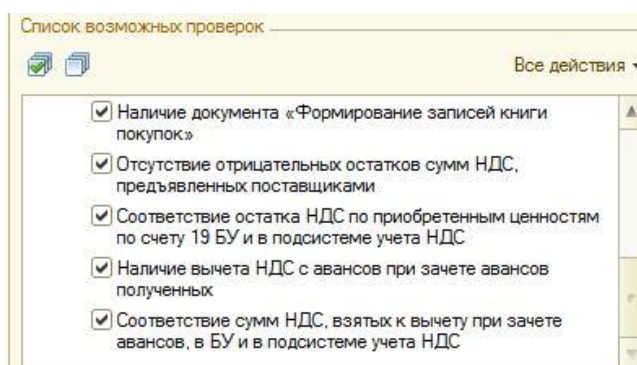 Список возможных проверок
Все действия
Наличие документа «Формирование записей книги
покупок»
Отсутствие отрицательных остатков сумм НДС,
предъявленных поставщиками
Соответствие остатка НДС по приобретенным ценностям
по счету 19 БУ и в подсистеме учета НДС
Наличие вычета НДС с авансов при зачете авансов
полученных
Соответствие сумм НДС, взятых к вычету при зачете
авансов, в БУ и в подсистеме учета НДС